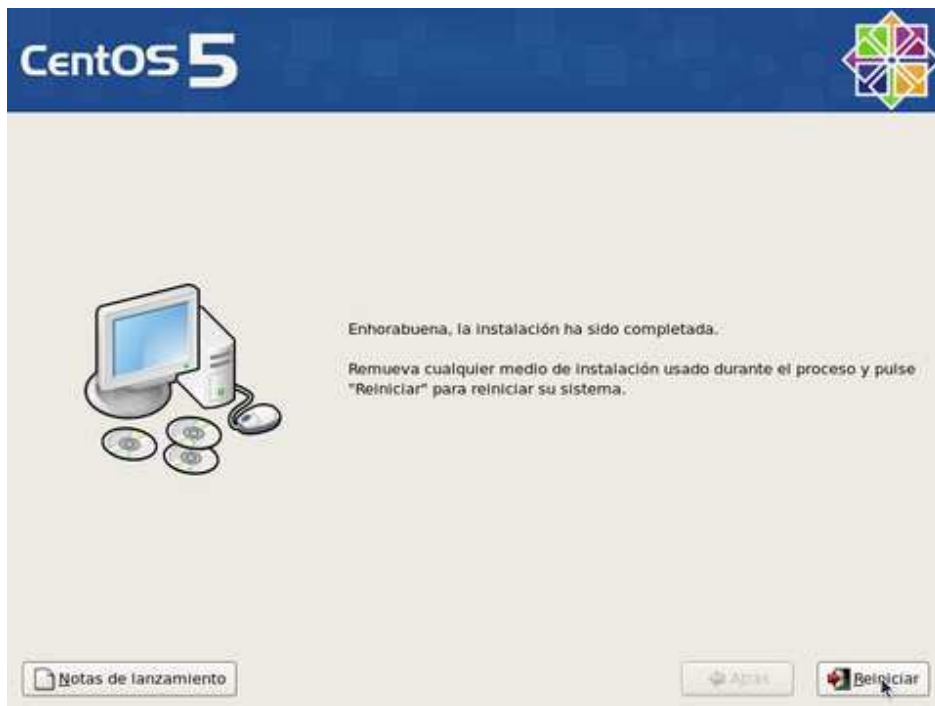 CentOS 5
Enhorabuena, la instalación ha sido completada.
Remueva cualquier medio de instalación usado durante el proceso y pulse
"Reiniciar" para reiniciar su sistema.
Notas de lanzamiento
Atrás
Reiniciar